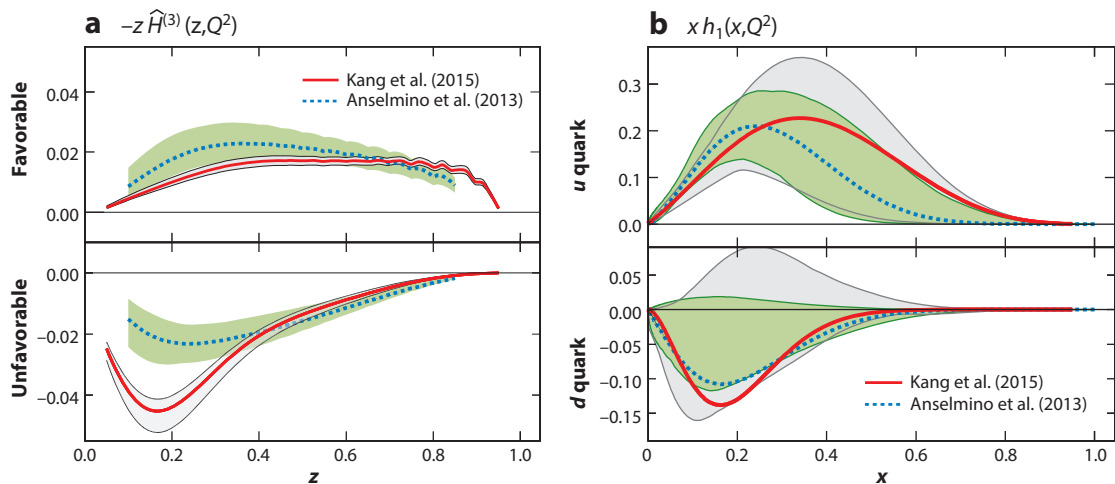 a −z Ĥ⁽³⁾ (z,Q²)
Favorable
0.04
0.02
0.00
Kang et al. (2015)
Anselmino et al. (2013)
Unfavorable
0.00
−0.02
−0.04
0.0 0.2 0.4 0.6 0.8 1.0
z
b x h₁(x,Q²)
u quark
0.3
0.2
0.1
0.0
d quark
0.05
0.00
−0.05
−0.10
−0.15
Kang et al. (2015)
Anselmino et al. (2013)
0 0.2 0.4 0.6 0.8 1.0
x